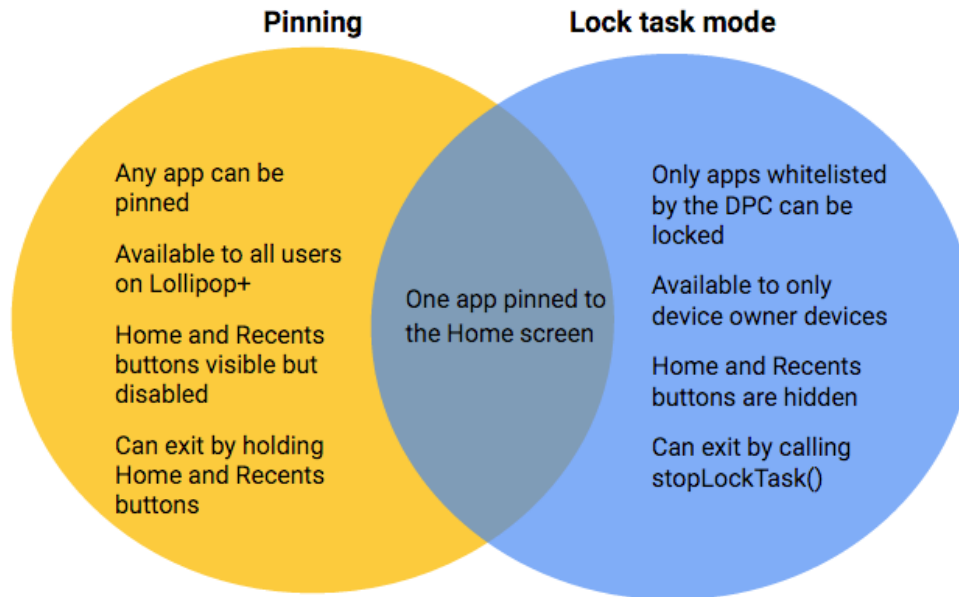 Pinning
Lock task mode
Any app can be
pinned
Available to all users
on Lollipop+
Home and Recents
buttons visible but
disabled
Can exit by holding
Home and Recents
buttons
One app pinned to
the Home screen
Only apps whitelisted
by the DPC can be
locked
Available to only
device owner devices
Home and Recents
buttons are hidden
Can exit by calling
stopLockTask()